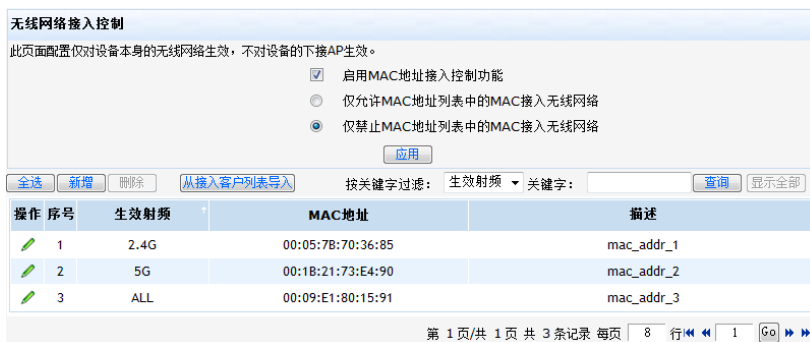 无线网络接入控制
此页面配置仅对设备本身的无线网络生效，不对设备的下接AP生效。
启用MAC地址接入控制功能
仅允许MAC地址列表中的MAC接入无线网络
仅禁止MAC地址列表中的MAC接入无线网络
应用
全选 新增 删除 从接入客户列表导入 按关键字过滤： 生效射频 关键字： 查询 显示全部
操作 序号 生效射频 MAC地址 描述
1 2.4G 00:05:7B:70:36:85 mac_addr_1
2 5G 00:1B:21:73:E4:90 mac_addr_2
3 ALL 00:09:E1:80:15:91 mac_addr_3
第 1 页/共 1 页 共 3 条记录 每页 8 行 1 Go